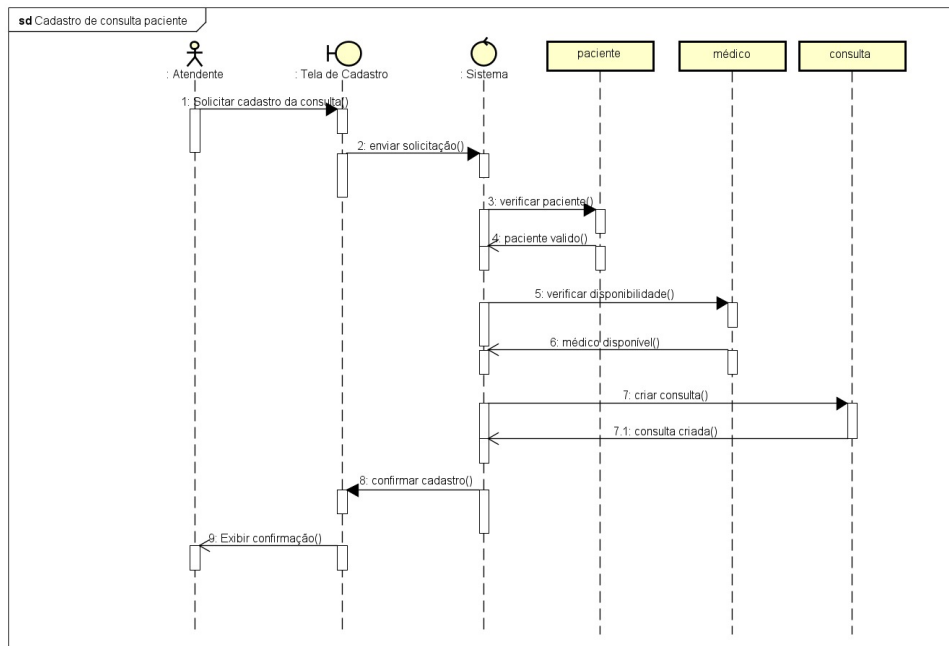 sd Cadastro de consulta paciente
: Atendente
: Tela de Cadastro
: Sistema
paciente
médico
consulta
1: Solicitar cadastro da consulta()
2: enviar solicitação()
3: verificar paciente()
4: paciente valido()
5: verificar disponibilidade()
6: médico disponível()
7: criar consulta()
7.1: consulta criada()
8: confirmar cadastro()
9: Exibir confirmação()